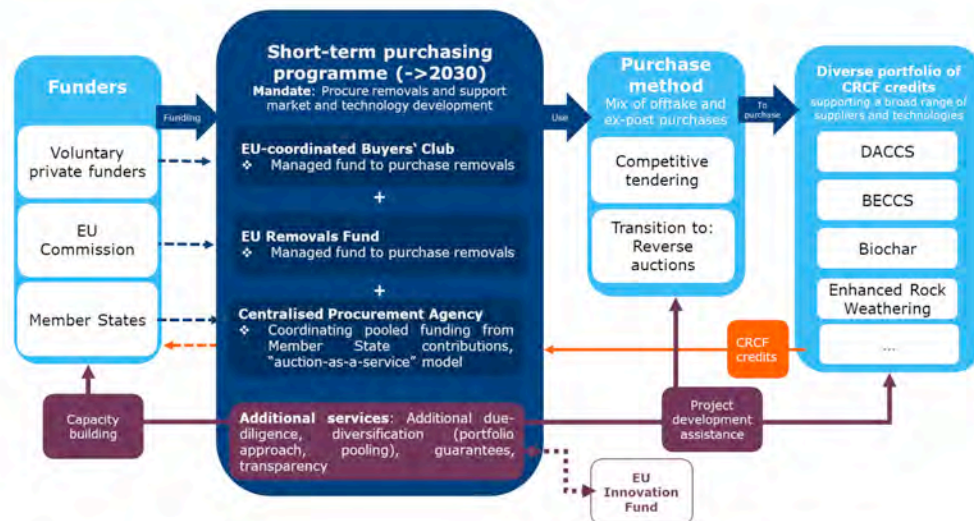 Funders
Voluntary
private funders
EU
Commission
Member States
Capacity
building
Funding
Short-term purchasing
programme (->2030)
Mandate: Procure removals and support
market and technology development
EU-coordinated Buyers' Club
❖ Managed fund to purchase removals
+
EU Removals Fund
❖ Managed fund to purchase removals
+
Centralised Procurement Agency
❖ Coordinating pooled funding from
Member State contributions,
"auction-as-a-service" model
Additional services: Additional due-
diligence, diversification (portfolio
approach, pooling), guarantees,
transparency
Use
Purchase
method
Mix of offtake and
ex-post purchases
Competitive
tendering
Transition to:
Reverse
auctions
To
purchase
Diverse portfolio of
CRCF credits
supporting a broad range of
suppliers and technologies
DACCS
BECCS
Biochar
Enhanced Rock
Weathering
...
CRCF
credits
Project
development
assistance
EU
Innovation
Fund